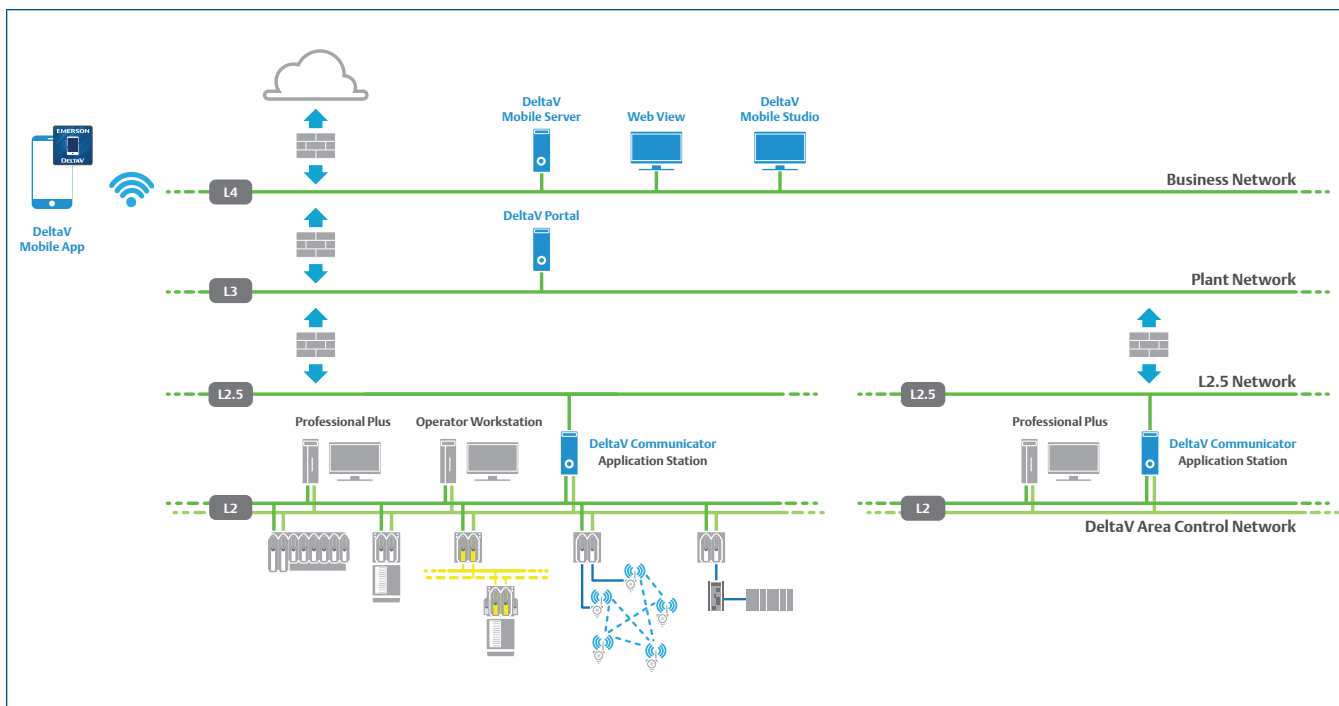 EMERSON
DELTAV
DeltaV
Mobile App
DeltaV
Mobile Server
Web View
DeltaV
Mobile Studio
L4
Business Network
DeltaV Portal
L3
Plant Network
L2.5
L2.5
L2.5 Network
Professional Plus
Operator Workstation
DeltaV Communicator
Application Station
Professional Plus
DeltaV Communicator
Application Station
L2
L2
DeltaV Area Control Network